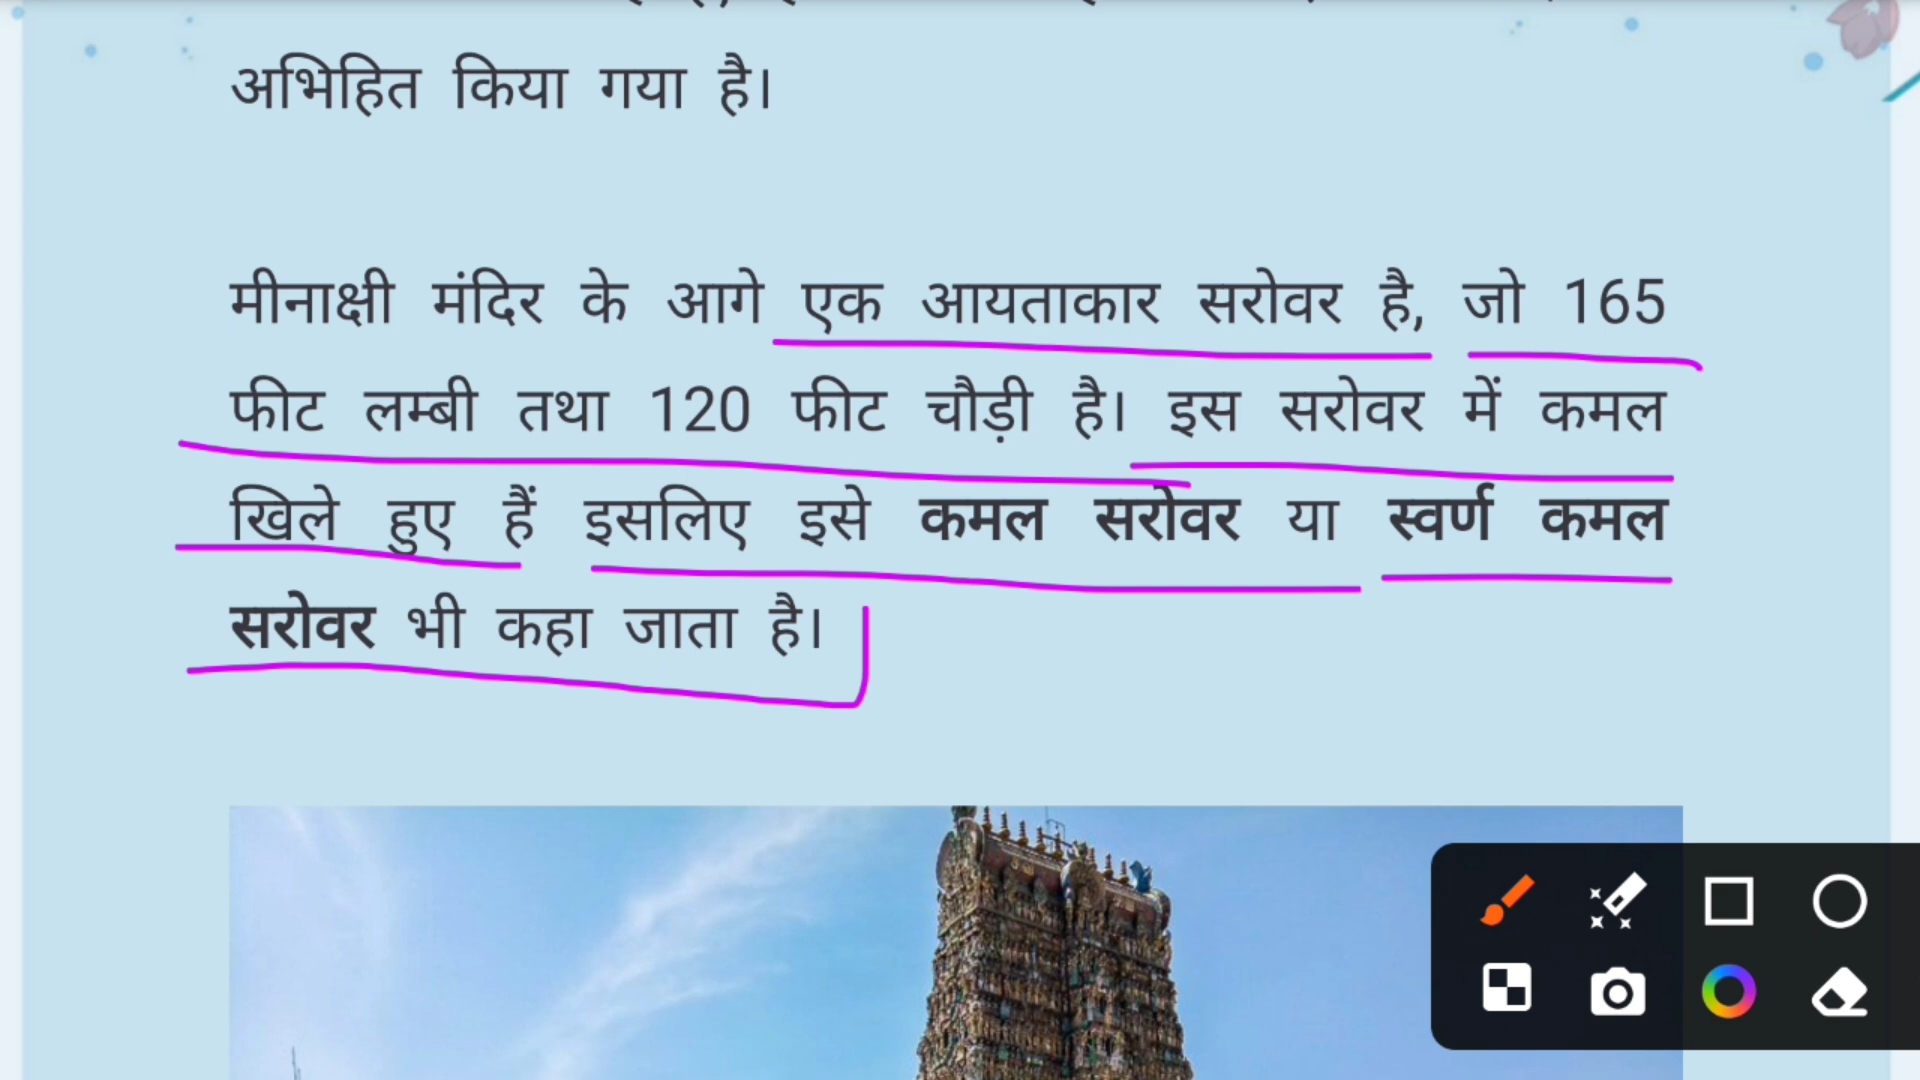 अभिहित किया गया है।
मीनाक्षी मंदिर के आगे एक आयताकार सरोवर है, जो 165
फीट लम्बी तथा 120 फीट चौड़ी है। इस सरोवर में कमल
खिले हुए हैं इसलिए इसे कमल सरोवर या स्वर्ण कमल
सरोवर भी कहा जाता है।